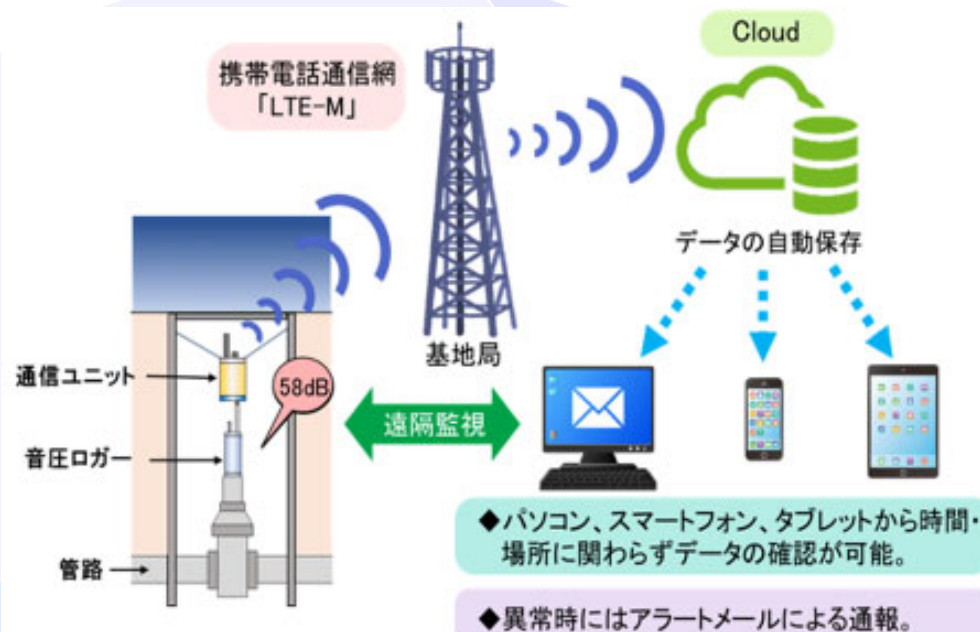 Cloud
携帯電話通信網
「LTE-M」
データの自動保存
基地局
通信ユニット
58dB
遠隔監視
音圧ロガー
管路
◆パソコン、スマートフォン、タブレットから時間・
場所に関わらずデータの確認が可能。
◆異常時にはアラートメールによる通報。